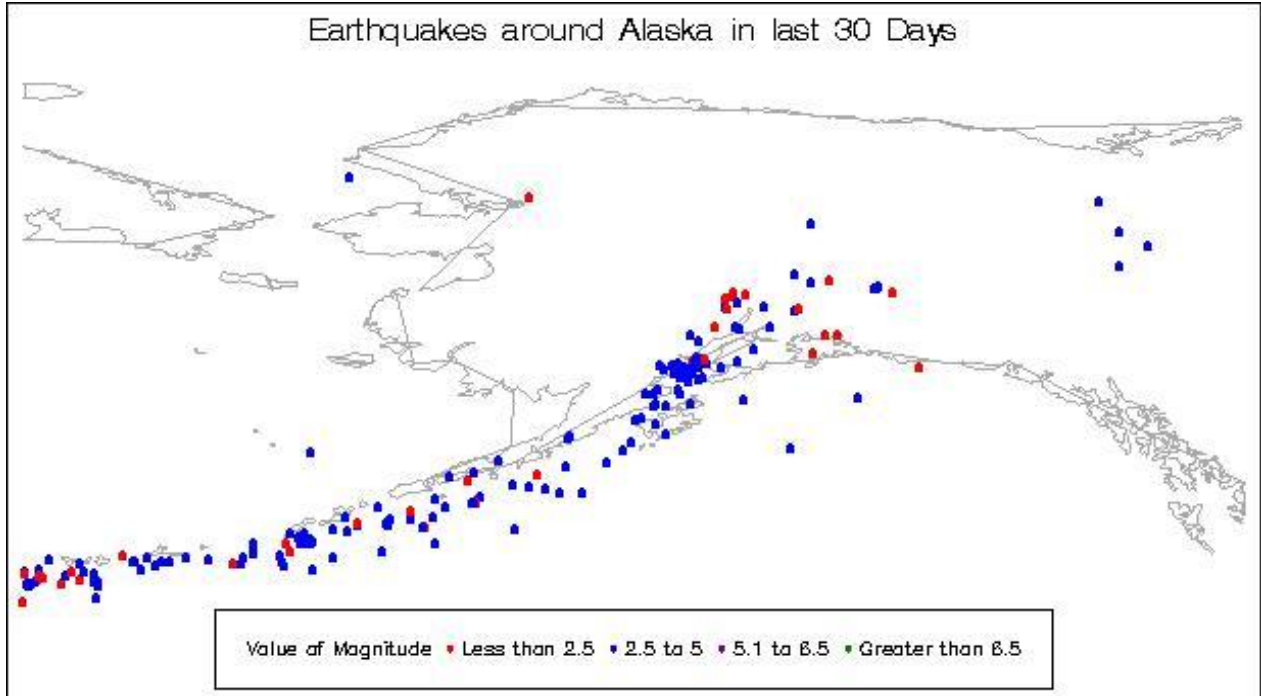 Earthquakes around Alaska in last 30 Days
Value of Magnitude Less than 2.5 2.5 to 5 5.1 to 6.5 Greater than 6.5